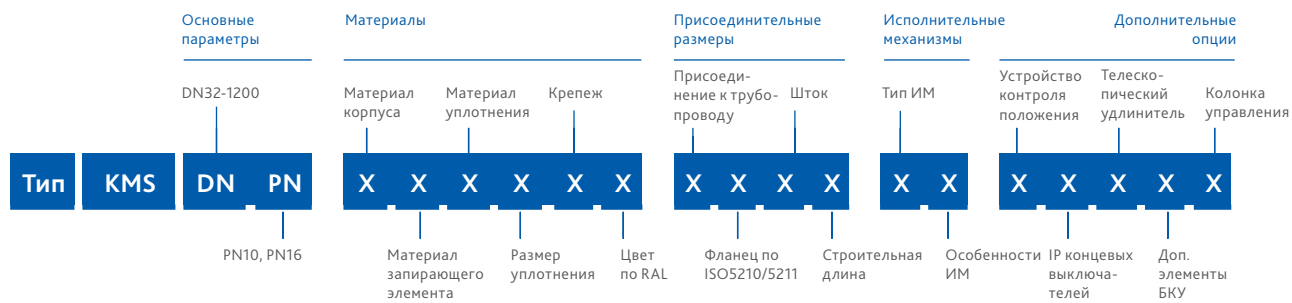 Основные
параметры
Материалы
Присоединительные
размеры
Исполнительные
механизмы
Дополнительные
опции
DN32-1200
Материал
корпуса
Материал
уплотнения
Крепеж
Присоеди-
нение к трубо-
проводу
Шток
Тип ИМ
Устройство
контроля
положения
Телеско-
пический
удлинитель
Колонка
управления
Тип KMS DN PN X X X X X X X X X X X X X X X X X
PN10, PN16
Материал
запирающего
элемента
Размер
уплотнения
Цвет
по RAL
Фланец по
ISO5210/5211
Строительная
длина
Особенности
ИМ
IP концевых
выключа-
телей
Доп.
элементы
БКУ